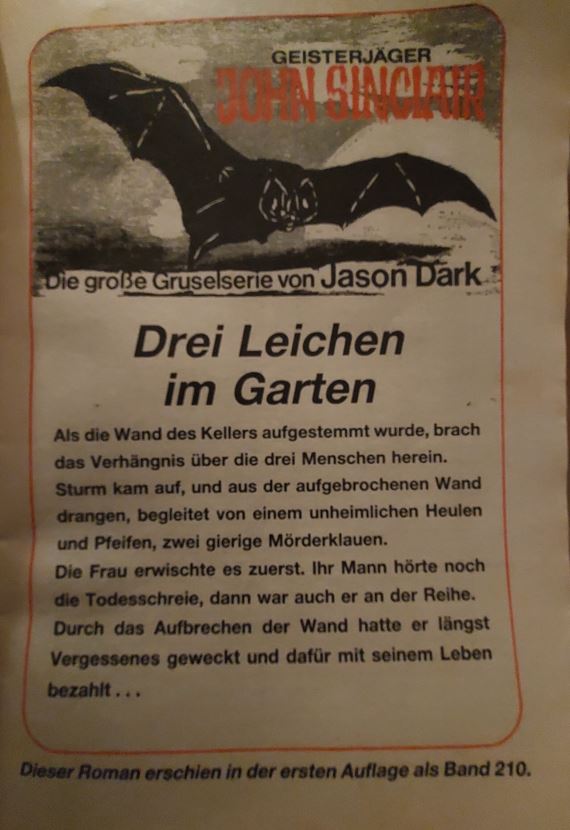 GEISTERJÄGER
JOHN SINCLAIR
Die große Gruselserie von Jason Dark
Drei Leichen
im Garten
Als die Wand des Kellers aufgestemmt wurde, brach
das Verhängnis über die drei Menschen herein.
Sturm kam auf, und aus der aufgebrochenen Wand
drangen, begleitet von einem unheimlichen Heulen
und Pfeifen, zwei gierige Mörderklauen.
Die Frau erwischte es zuerst. Ihr Mann hörte noch
die Todesschreie, dann war auch er an der Reihe.
Durch das Aufbrechen der Wand hatte er längst
Vergessenes geweckt und dafür mit seinem Leben
bezahlt . . .
Dieser Roman erschien in der ersten Auflage als Band 210.